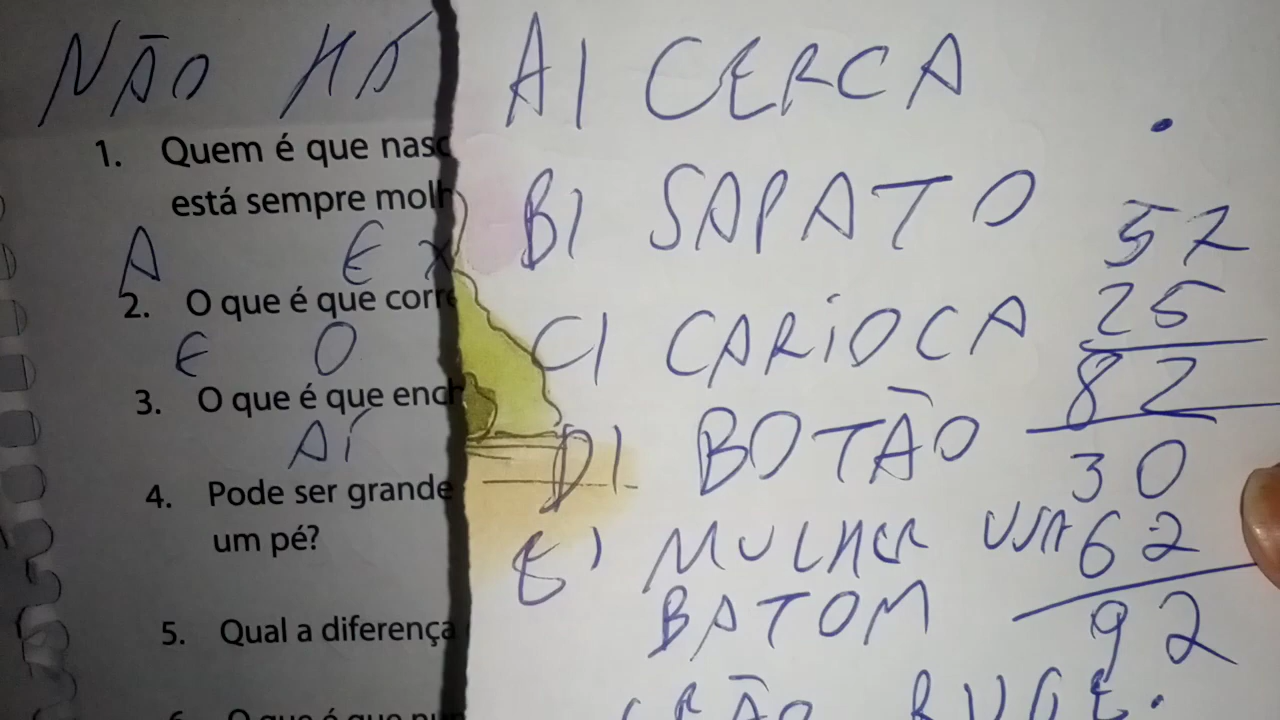 NÃO HÁ
1. Quem é que nasc
está sempre molh
A E X
2. O que é que corre
E O
3. O que é que ench
AÍ
4. Pode ser grande
um pé?
5. Qual a diferença
A) CERCA
B) SAPATO
C) CARIOCA
D) BOTÃO
E) MULHER USA
BATOM
57
25
82
30
62
92